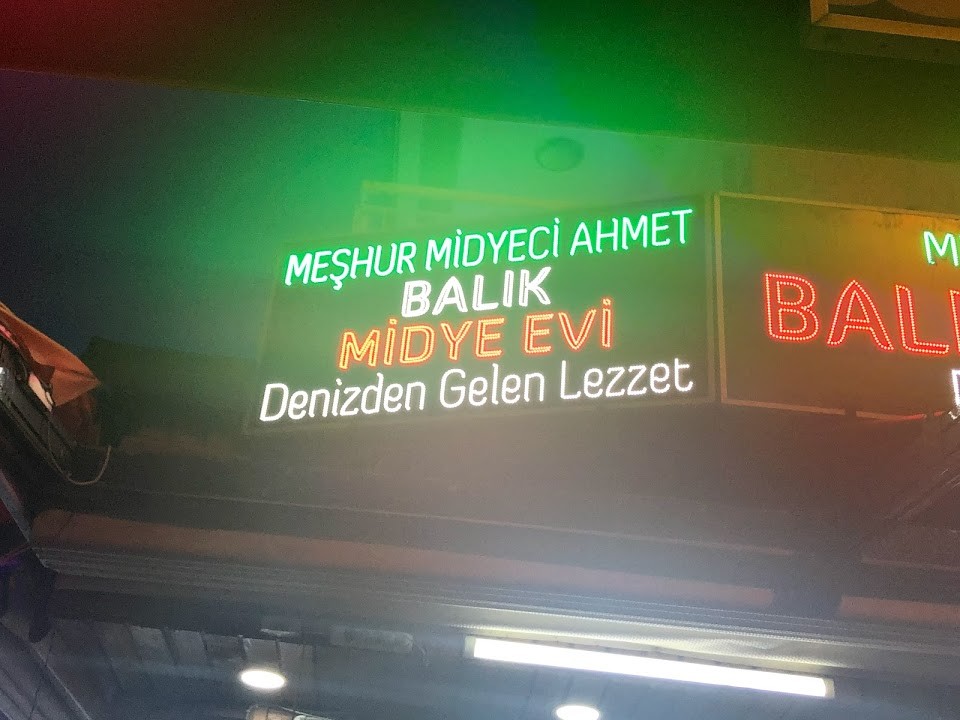 MEŞHUR MİDYECİ AHMET
BALIK
MİDYE EVİ
Denizden Gelen Lezzet